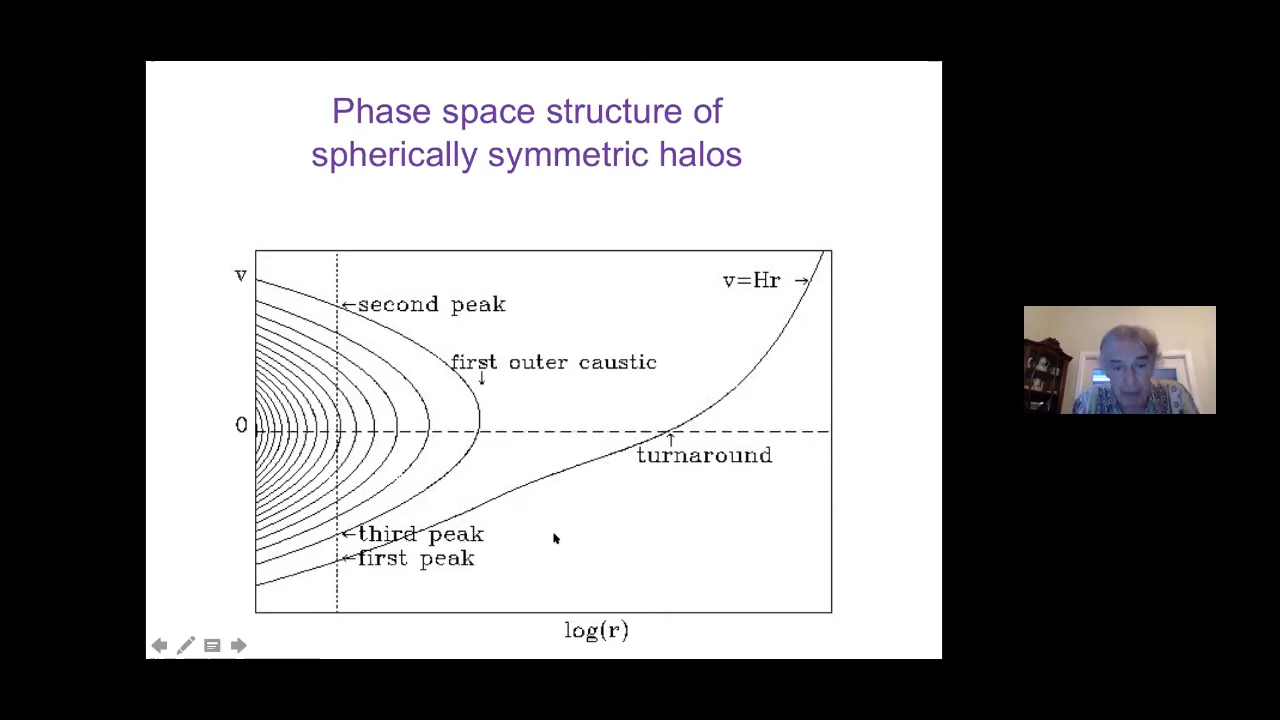 Phase space structure of
spherically symmetric halos
v
v=Hr →
←second peak
first outer caustic
↓
0
↑
turnaround
←third peak
←first peak
log(r)